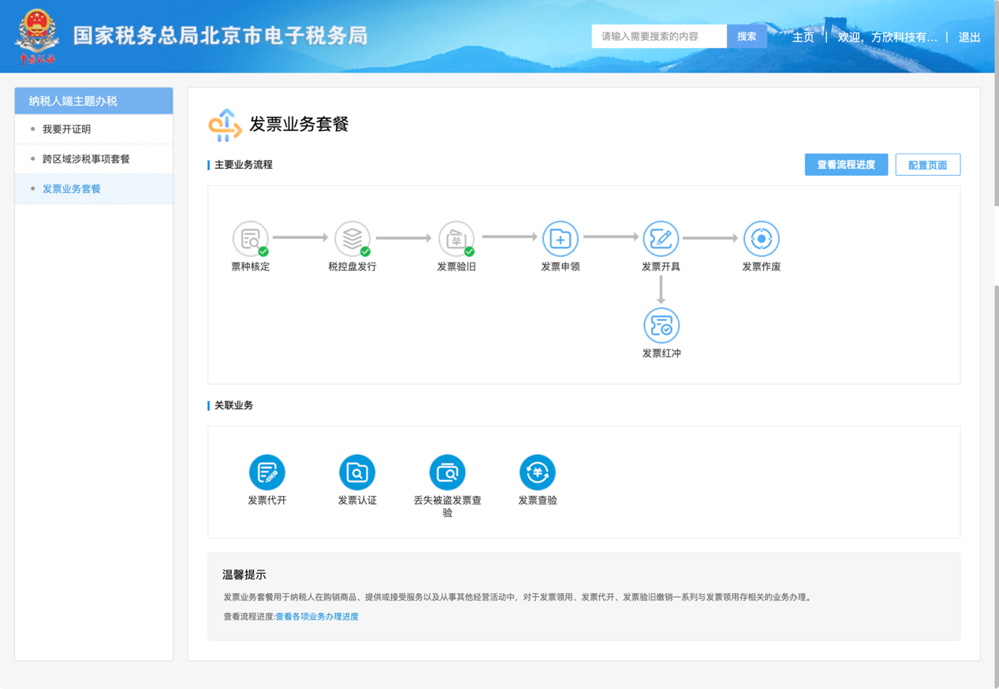 国家税务总局北京市电子税务局
中国税务
请输入需要搜索的内容
搜索
主页 | 欢迎，方欣科技有... | 退出
纳税人端主题办税
我要开证明
跨区域涉税事项套餐
发票业务套餐
发票业务套餐
主要业务流程
查看流程进度
配置页面
票种核定
税控盘发行
发票验旧
发票申领
发票开具
发票作废
发票红冲
关联业务
发票代开
发票认证
丢失被盗发票查
验
发票查验
温馨提示
发票业务套餐用于纳税人在购销商品、提供或接受服务以及从事其他经营活动中，对于发票领用、发票代开、发票验旧缴销一系列与发票领用存相关的业务办理。
查看流程进度:查看各项业务办理进度